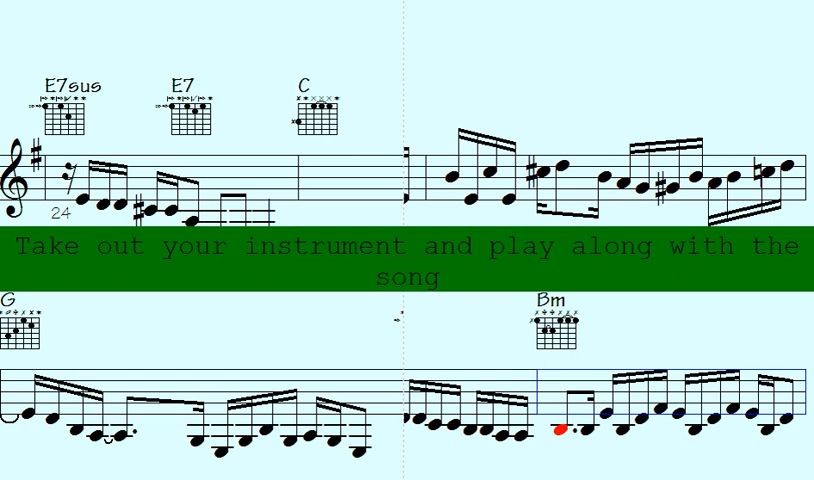 E7sus E7 C
24
Take out your instrument and play along with the
song
G Bm